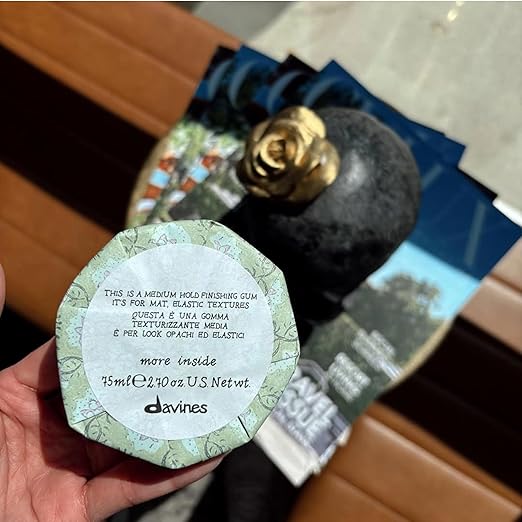 THIS IS A MEDIUM HOLD FINISHING GUM
IT'S FOR MAT, ELASTIC TEXTURES
QUESTA È UNA GOMMA
TEXTURIZZANTE MEDIA
È PER LOOK OPACHI ED ELASTICI
more inside
75ml ℮ 2.70 oz. U.S. Net wt.
davines